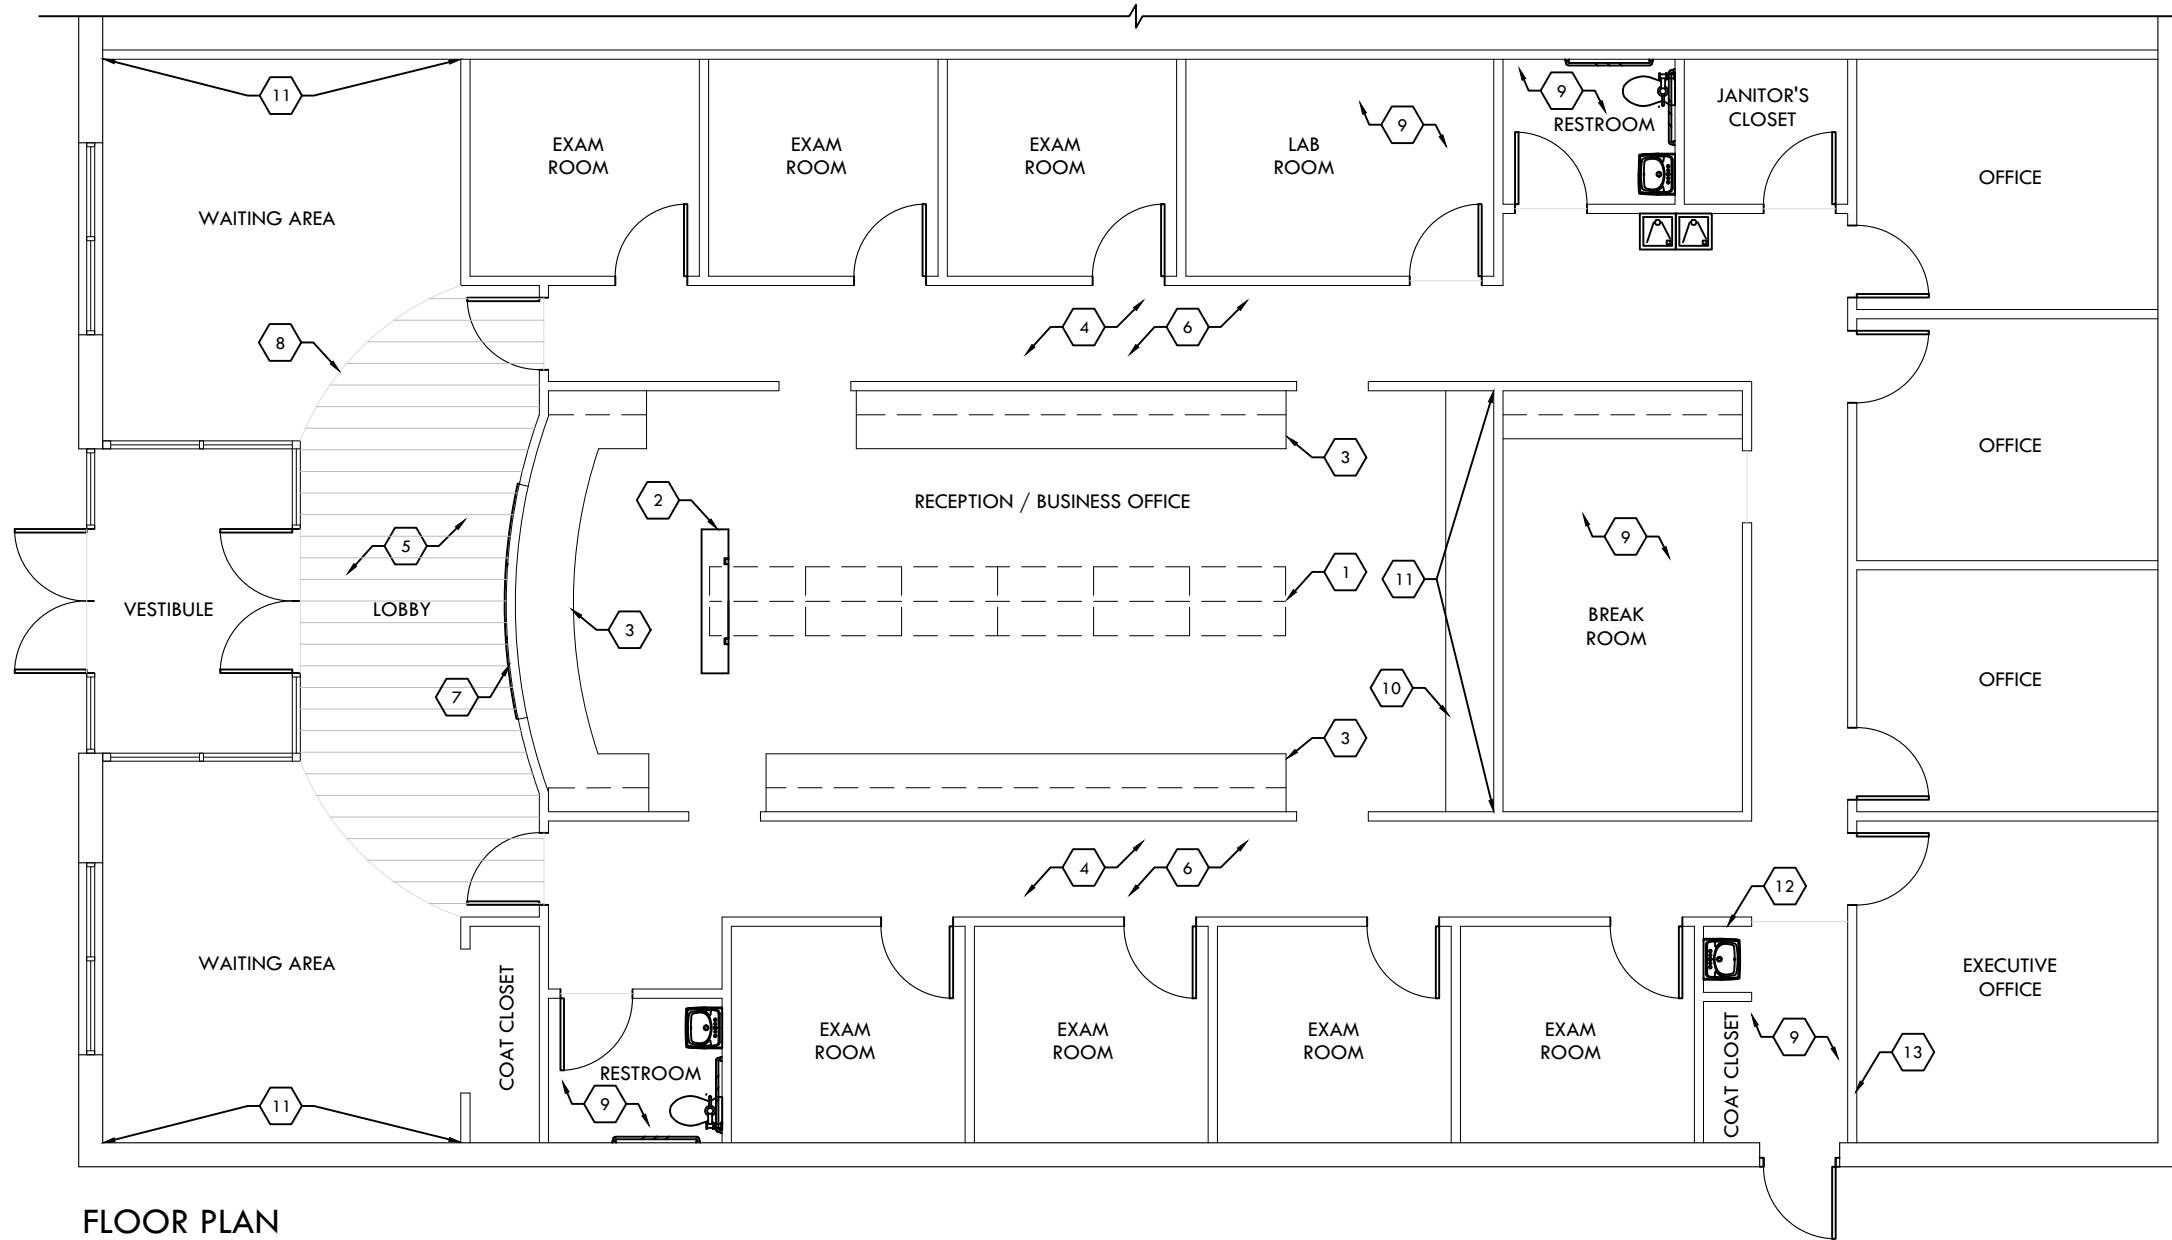 11
9
JANITOR'S
CLOSET
RESTROOM
EXAM
ROOM
EXAM
ROOM
EXAM
ROOM
LAB
ROOM
9
OFFICE
WAITING AREA
8
4
6
3
OFFICE
2
RECEPTION / BUSINESS OFFICE
5
9
1
11
VESTIBULE
LOBBY
3
BREAK
ROOM
7
10
OFFICE
3
4
6
12
WAITING AREA
COAT CLOSET
EXECUTIVE
OFFICE
EXAM
ROOM
EXAM
ROOM
EXAM
ROOM
EXAM
ROOM
COAT CLOSET
9
13
RESTROOM
9
11
FLOOR PLAN